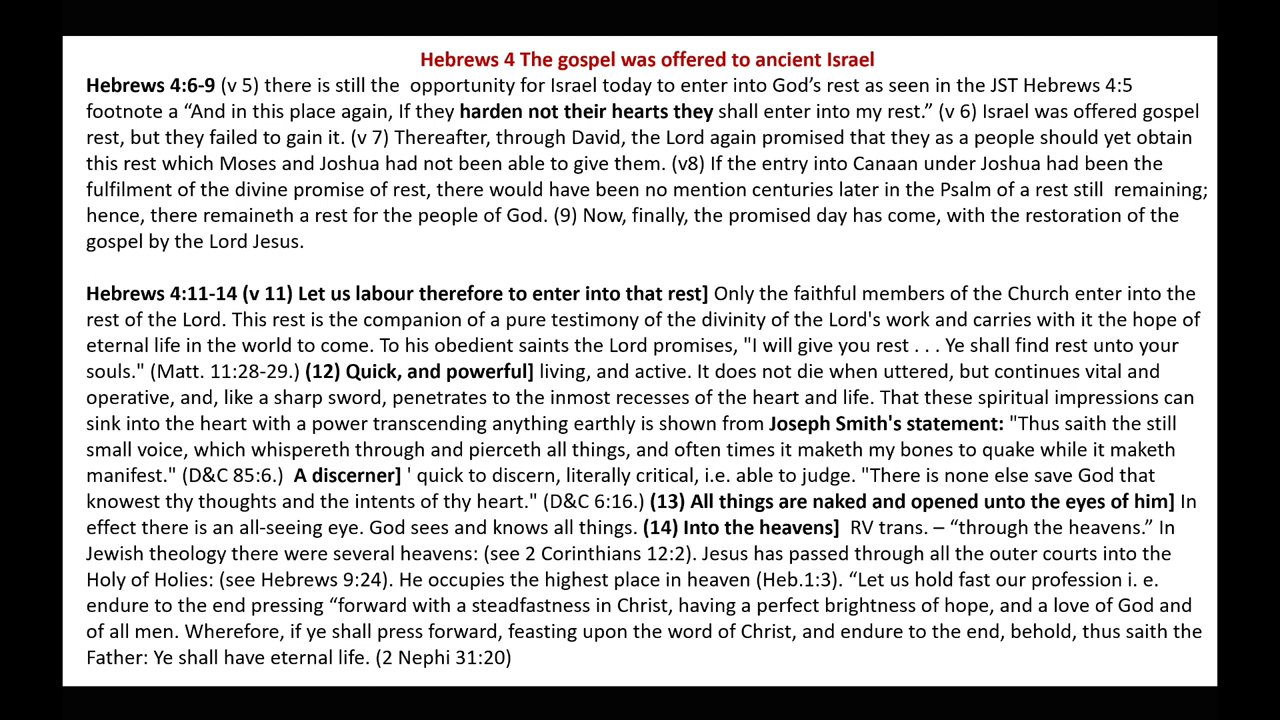 Hebrews 4 The gospel was offered to ancient Israel
Hebrews 4:6-9 (v 5) there is still the  opportunity for Israel today to enter into God’s rest as seen in the JST Hebrews 4:5
footnote a “And in this place again, If they harden not their hearts they shall enter into my rest.” (v 6) Israel was offered gospel
rest, but they failed to gain it. (v 7) Thereafter, through David, the Lord again promised that they as a people should yet obtain
this rest which Moses and Joshua had not been able to give them. (v8) If the entry into Canaan under Joshua had been the
fulfilment of the divine promise of rest, there would have been no mention centuries later in the Psalm of a rest still  remaining;
hence, there remaineth a rest for the people of God. (9) Now, finally, the promised day has come, with the restoration of the
gospel by the Lord Jesus.
Hebrews 4:11-14 (v 11) Let us labour therefore to enter into that rest] Only the faithful members of the Church enter into the
rest of the Lord. This rest is the companion of a pure testimony of the divinity of the Lord's work and carries with it the hope of
eternal life in the world to come. To his obedient saints the Lord promises, "I will give you rest . . . Ye shall find rest unto your
souls." (Matt. 11:28-29.) (12) Quick, and powerful] living, and active. It does not die when uttered, but continues vital and
operative, and, like a sharp sword, penetrates to the inmost recesses of the heart and life. That these spiritual impressions can
sink into the heart with a power transcending anything earthly is shown from Joseph Smith's statement: "Thus saith the still
small voice, which whispereth through and pierceth all things, and often times it maketh my bones to quake while it maketh
manifest." (D&C 85:6.)  A discerner] ' quick to discern, literally critical, i.e. able to judge. "There is none else save God that
knowest thy thoughts and the intents of thy heart." (D&C 6:16.) (13) All things are naked and opened unto the eyes of him] In
effect there is an all-seeing eye. God sees and knows all things. (14) Into the heavens]  RV trans. – “through the heavens.” In
Jewish theology there were several heavens: (see 2 Corinthians 12:2). Jesus has passed through all the outer courts into the
Holy of Holies: (see Hebrews 9:24). He occupies the highest place in heaven (Heb.1:3). “Let us hold fast our profession i. e.
endure to the end pressing “forward with a steadfastness in Christ, having a perfect brightness of hope, and a love of God and
of all men. Wherefore, if ye shall press forward, feasting upon the word of Christ, and endure to the end, behold, thus saith the
Father: Ye shall have eternal life. (2 Nephi 31:20)